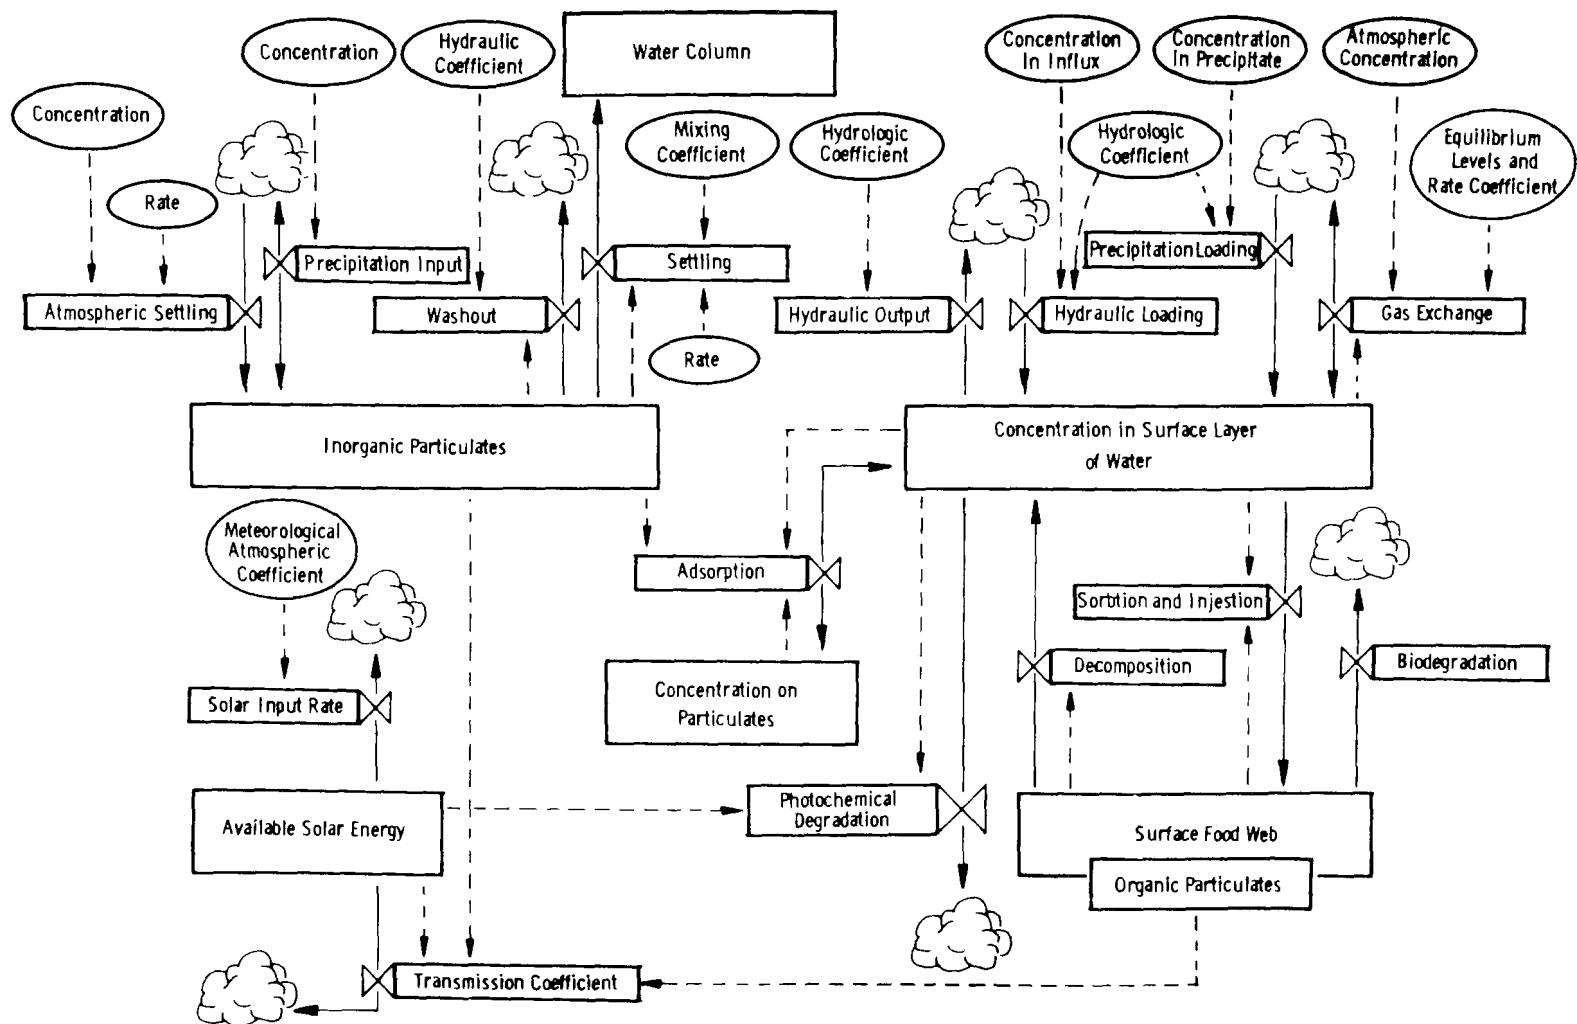 Concentration
Hydraulic
Coefficient
Water Column
Concentration
In Influx
Concentration
in Precipitate
Atmospheric
Concentration
Concentration
Rate
Mixing
Coefficient
Hydrologic
Coefficient
Hydrologic
Coefficient
Equilibrium
Levels and
Rate Coefficient
Precipitation Input
Settling
Precipitation Loading
Atmospheric Settling
Washout
Hydraulic Output
Hydraulic Loading
Gas Exchange
Rate
Inorganic Particulates
Concentration in Surface Layer
of Water
Meteorological
Atmospheric
Coefficient
Adsorption
Sorbtion and Injestion
Solar Input Rate
Concentration on
Particulates
Decomposition
Biodegradation
Available Solar Energy
Photochemical
Degradation
Surface Food Web
Organic Particulates
Transmission Coefficient